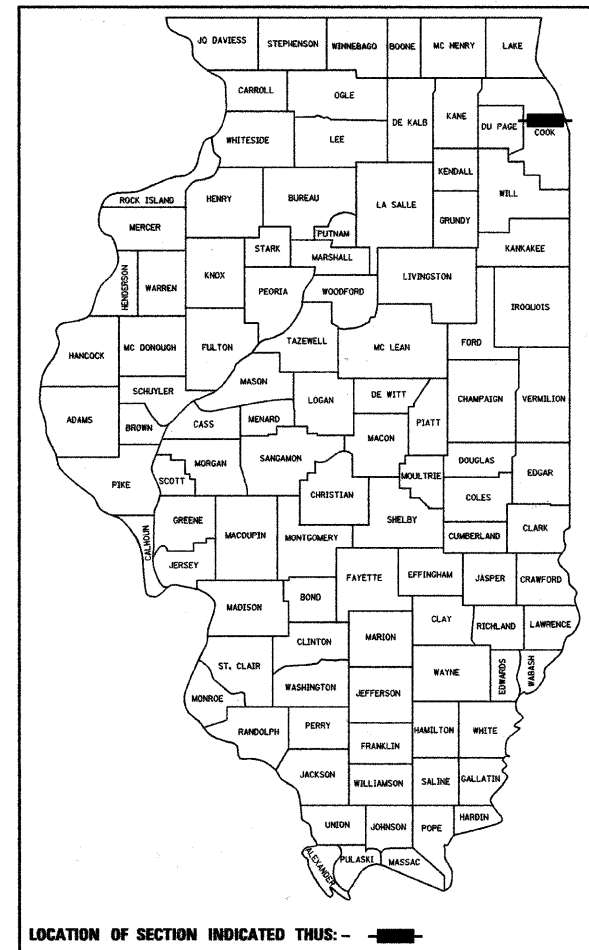 JO DAVIESS STEPHENSON WINNEBAGO BOONE MC HENRY LAKE
CARROLL OGLE
DE KALB KANE DU PAGE COOK
WHITESIDE LEE
KENDALL WILL
ROCK ISLAND HENRY BUREAU LA SALLE
MERCER PUTNAM GRUNDY
STARK MARSHALL KANKAKEE
HENDERSON WARREN KNOX PEORIA WOODFORD LIVINGSTON
IROQUOIS
HANCOCK MC DONOUGH FULTON TAZEWELL MC LEAN FORD
SCHUYLER MASON LOGAN DE WITT CHAMPAIGN VERMILION
ADAMS BROWN CASS MENARD MACON PIATT
MORGAN SANGAMON DOUGLAS EDGAR
PIKE SCOTT CHRISTIAN MOULTRIE COLES
CALHOUN GREENE MACOUPIN MONTGOMERY SHELBY CUMBERLAND CLARK
JERSEY FAYETTE EFFINGHAM JASPER CRAWFORD
MADISON BOND
CLAY RICHLAND LAWRENCE
ST. CLAIR CLINTON MARION
WAYNE EDWARDS WABASH
MONROE WASHINGTON JEFFERSON
RANDOLPH PERRY HAMILTON WHITE
FRANKLIN
JACKSON WILLIAMSON SALINE GALLATIN
UNION JOHNSON POPE HARDIN
ALEXANDER PULASKI MASSAC
LOCATION OF SECTION INDICATED THUS: -